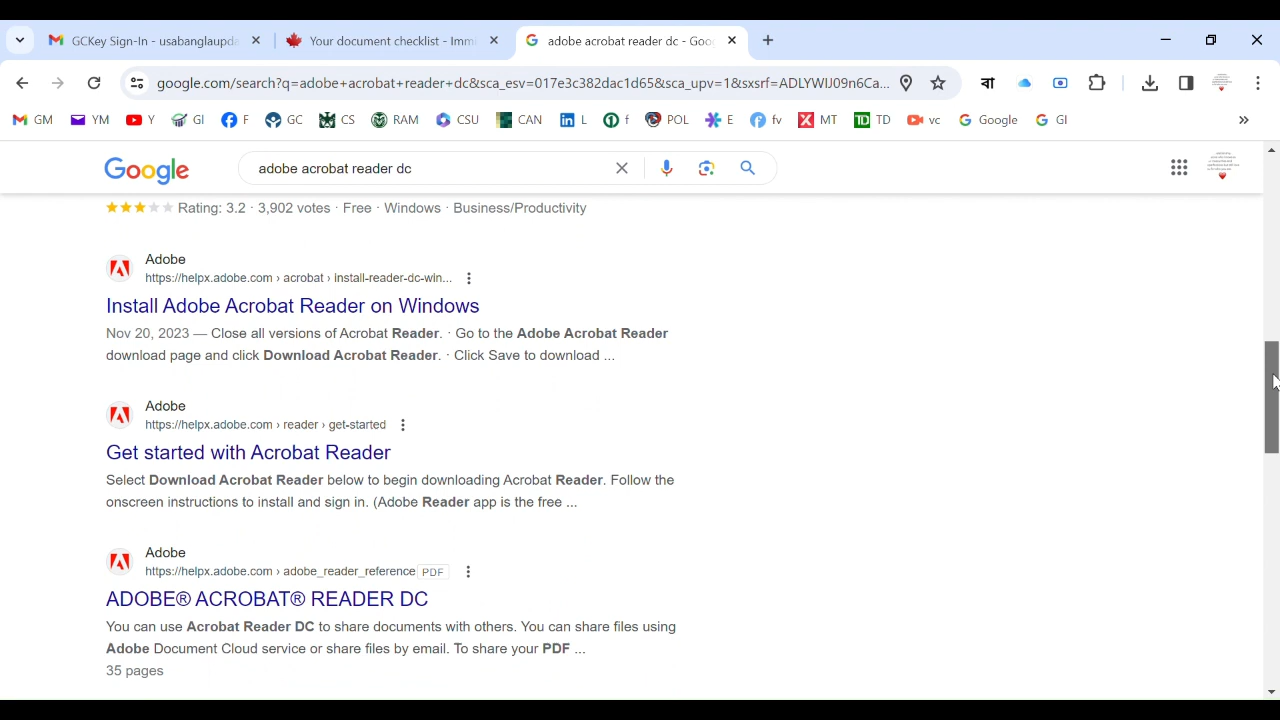 GCKey Sign-In - usabanglaupda
Your document checklist - Immi
adobe acrobat reader dc - Goo
google.com/search?q=adobe+acrobat+reader+dc&sca_esv=017e3c382dac1d65&sca_upv=1&sxsrf=ADLYWIJ09n6Ca...
বা
GM YM Y GI F GC CS RAM CSU CAN L f POL E fv MT TD vc Google GI »
Google
adobe acrobat reader dc
Rating: 3.2 · 3,902 votes · Free · Windows · Business/Productivity
Adobe
https://helpx.adobe.com › acrobat › install-reader-dc-win...
Install Adobe Acrobat Reader on Windows
Nov 20, 2023 — Close all versions of Acrobat Reader. · Go to the Adobe Acrobat Reader
download page and click Download Acrobat Reader. · Click Save to download ...
Adobe
https://helpx.adobe.com › reader › get-started
Get started with Acrobat Reader
Select Download Acrobat Reader below to begin downloading Acrobat Reader. Follow the
onscreen instructions to install and sign in. (Adobe Reader app is the free ...
Adobe
https://helpx.adobe.com › adobe_reader_reference PDF
ADOBE® ACROBAT® READER DC
You can use Acrobat Reader DC to share documents with others. You can share files using
Adobe Document Cloud service or share files by email. To share your PDF ...
35 pages